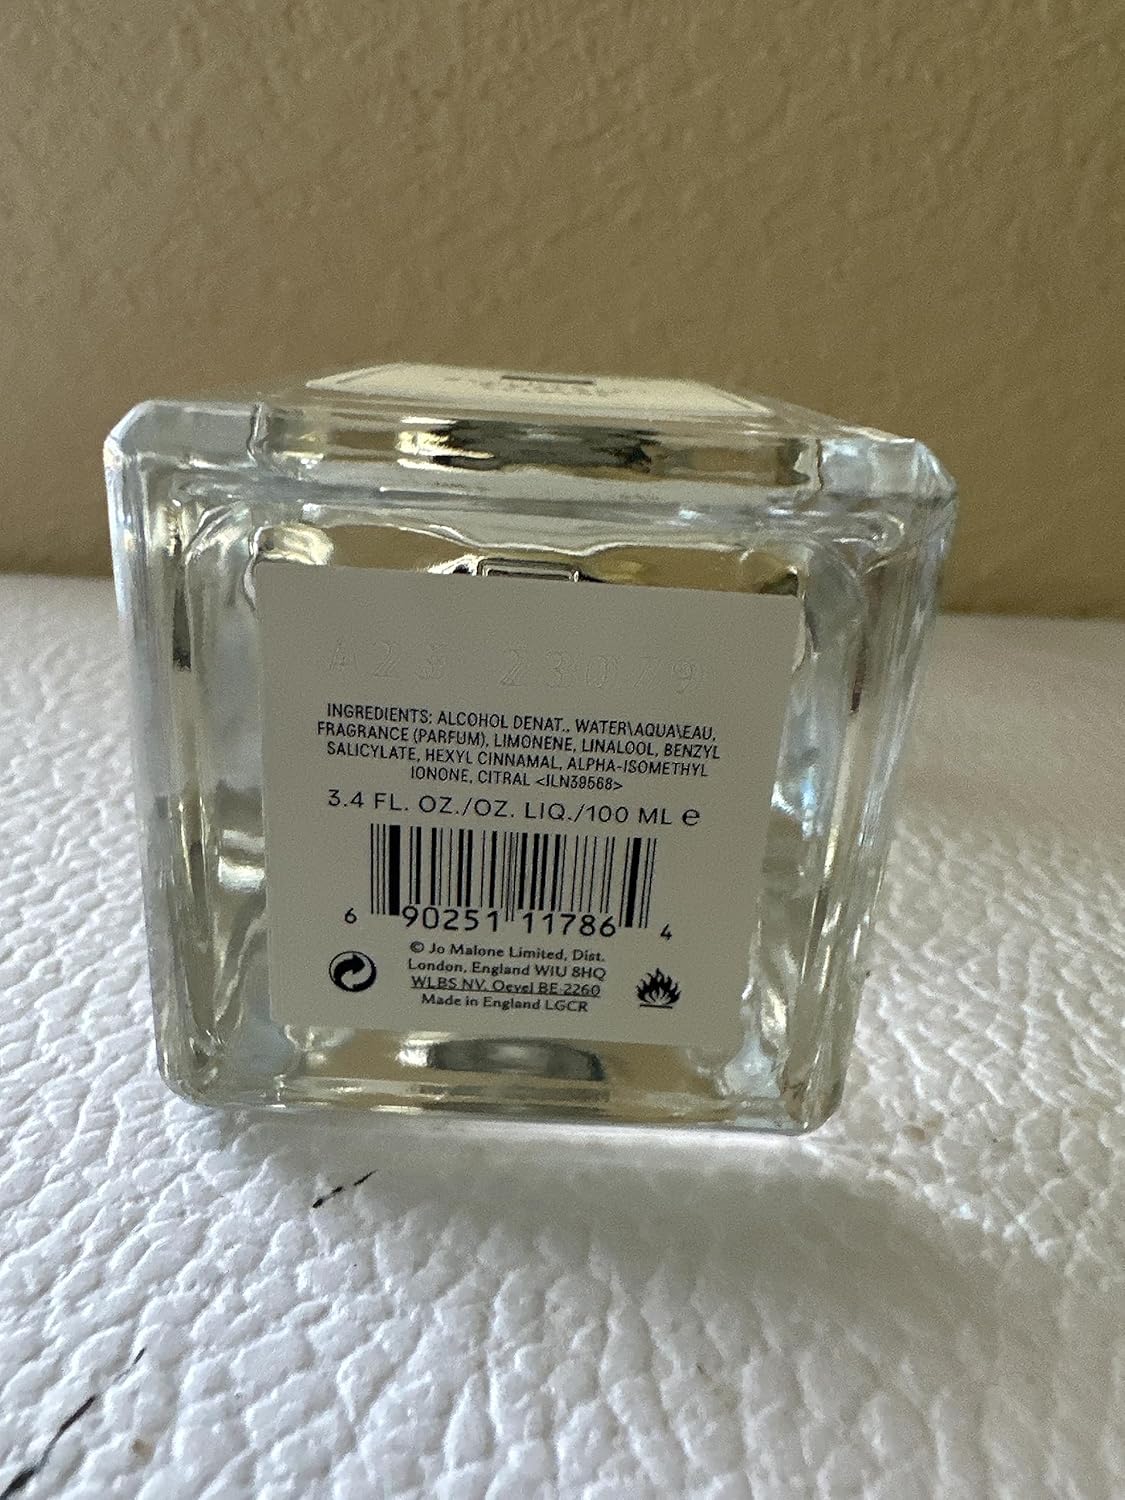 A23 23079
INGREDIENTS: ALCOHOL DENAT., WATER\AQUA\EAU,
FRAGRANCE (PARFUM), LIMONENE, LINALOOL, BENZYL
SALICYLATE, HEXYL CINNAMAL, ALPHA-ISOMETHYL
IONONE, CITRAL <ILN39568>
3.4 FL. OZ./OZ. LIQ./100 ML e
6 90251 11786 4
© Jo Malone Limited, Dist.
London, England W1U 8HQ
WLBS NV. Oevel BE-2260
Made in England LGCR